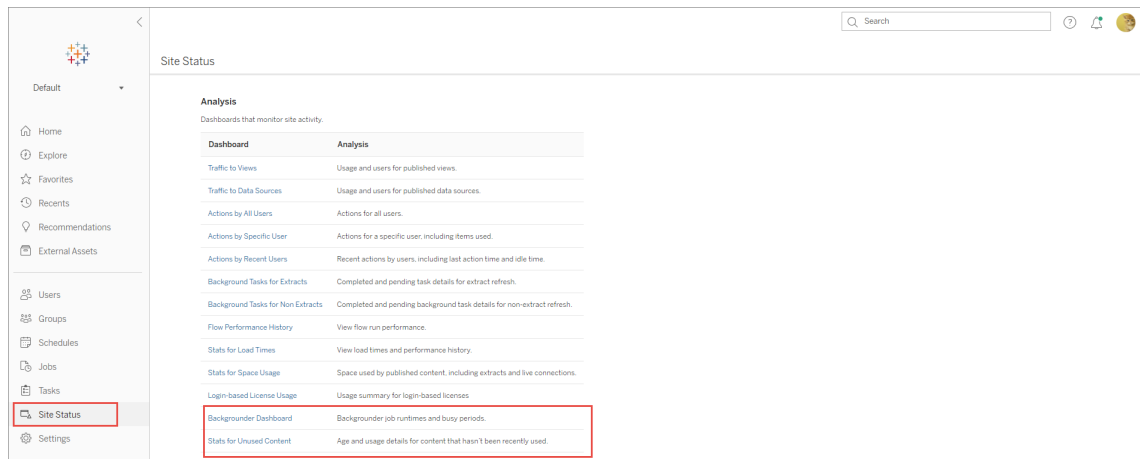 Search
Site Status
Default
Home
Explore
Favorites
Recents
Recommendations
External Assets
Users
Groups
Schedules
Jobs
Tasks
Site Status
Settings
Analysis
Dashboards that monitor site activity.
Dashboard Analysis
Traffic to Views Usage and users for published views.
Traffic to Data Sources Usage and users for published data sources.
Actions by All Users Actions for all users.
Actions by Specific User Actions for a specific user, including items used.
Actions by Recent Users Recent actions by users, including last action time and idle time.
Background Tasks for Extracts Completed and pending task details for extract refresh.
Background Tasks for Non Extracts Completed and pending background task details for non-extract refresh.
Flow Performance History View flow run performance.
Stats for Load Times View load times and performance history.
Stats for Space Usage Space used by published content, including extracts and live connections.
Login-based License Usage Usage summary for login-based licenses
Backgrounder Dashboard Backgrounder job runtimes and busy periods.
Stats for Unused Content Age and usage details for content that hasn't been recently used.